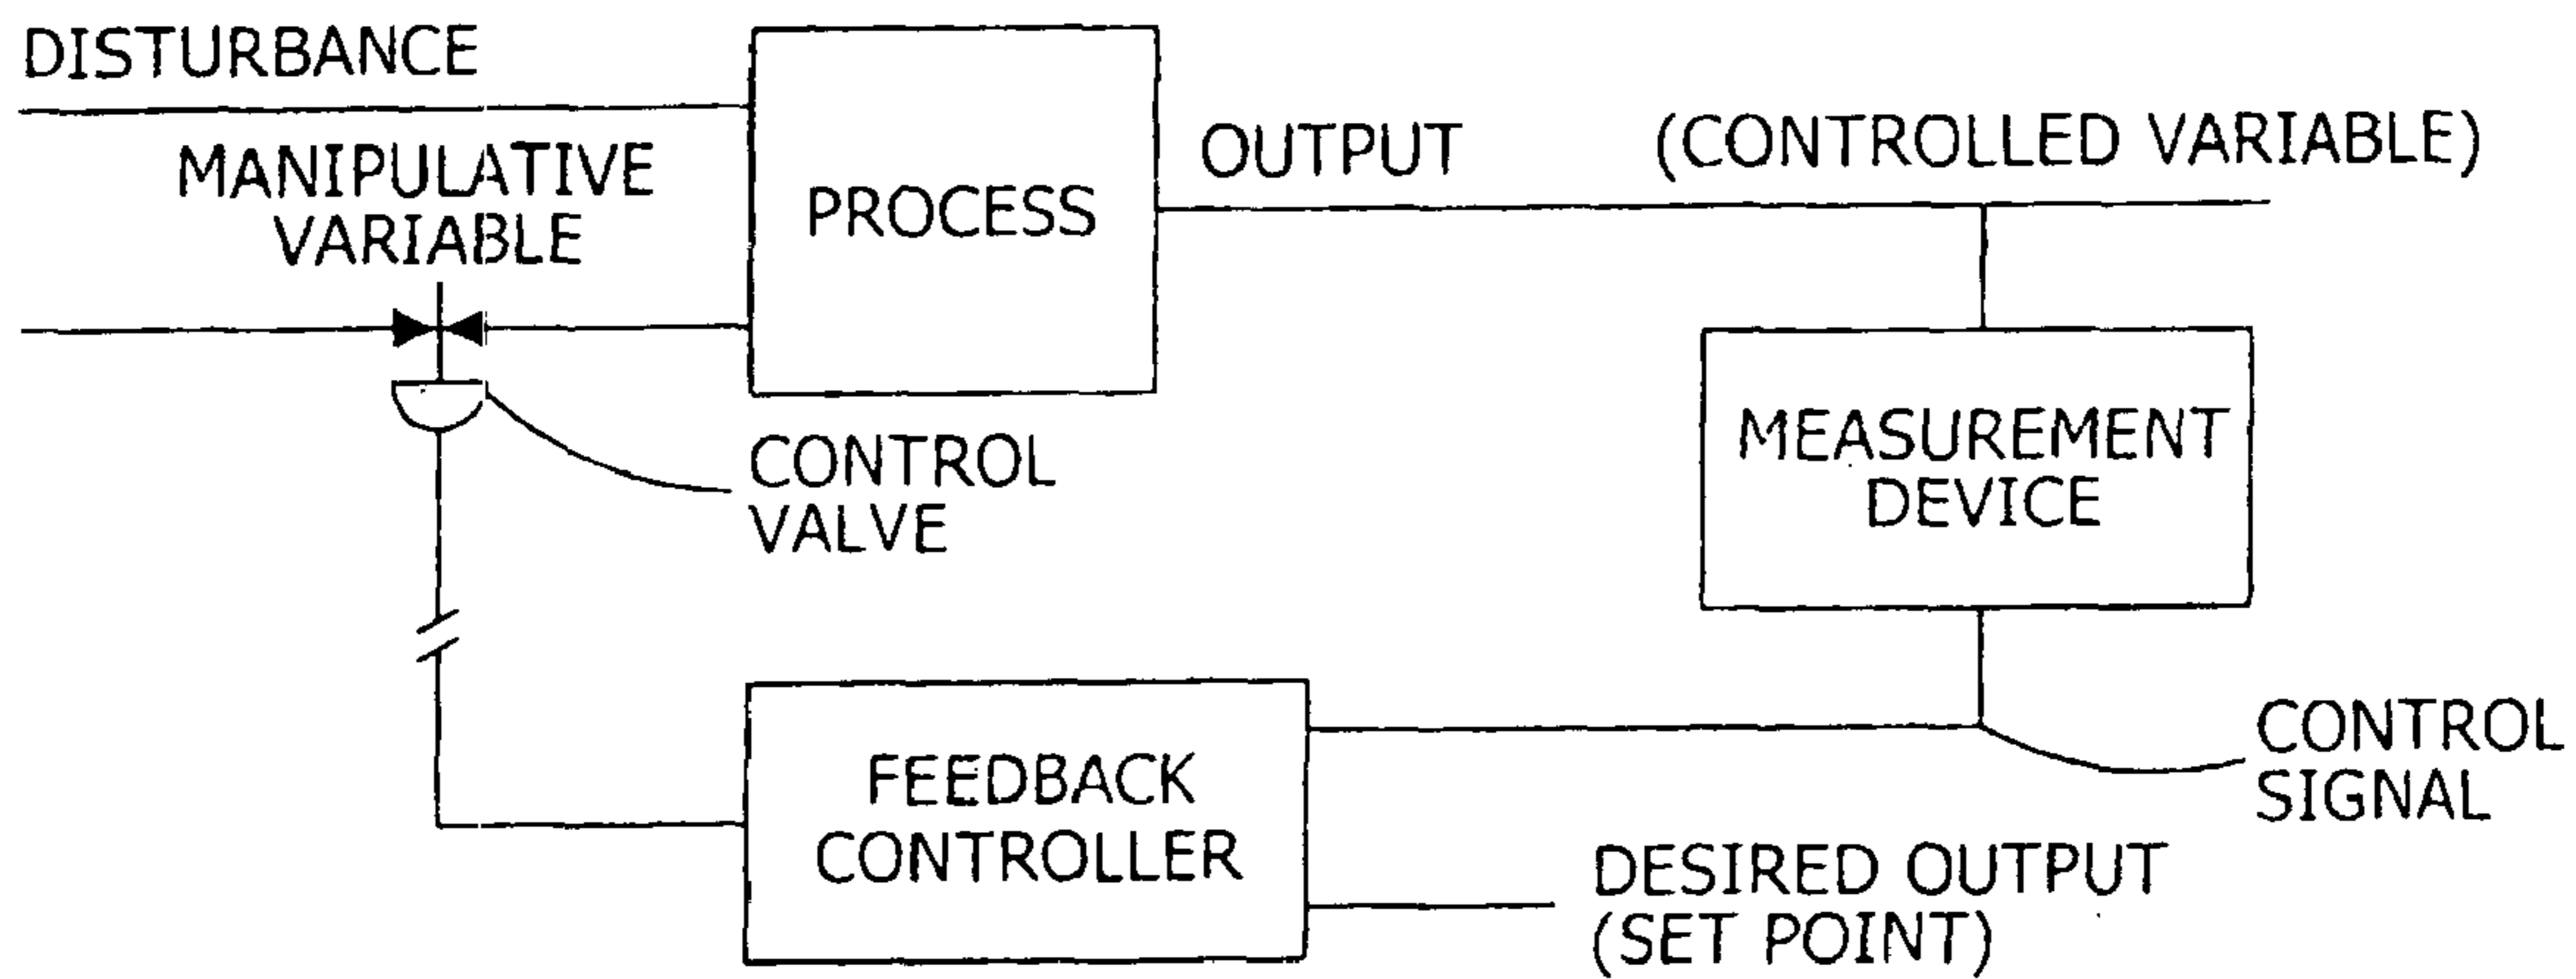 DISTURBANCE
MANIPULATIVE
VARIABLE
PROCESS
OUTPUT
(CONTROLLED VARIABLE)
CONTROL
VALVE
MEASUREMENT
DEVICE
FEEDBACK
CONTROLLER
CONTROL
SIGNAL
DESIRED OUTPUT
(SET POINT)